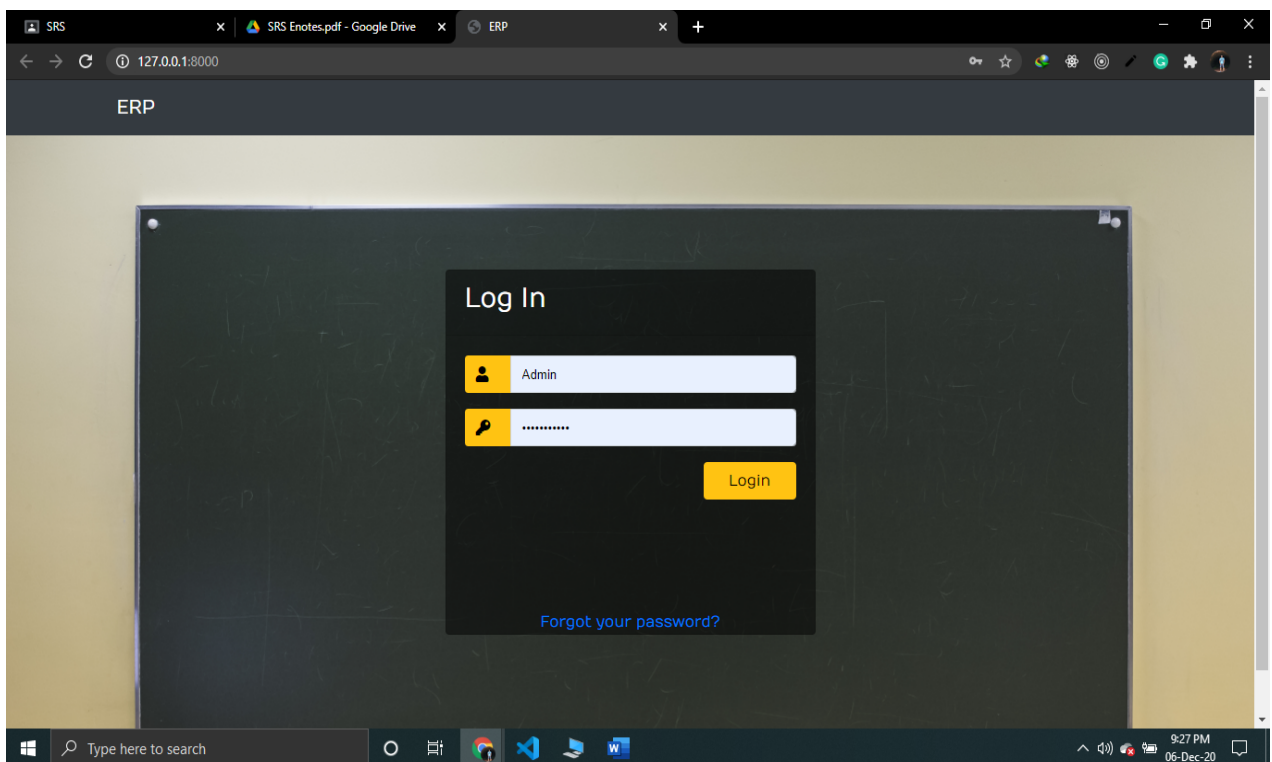 SRS
SRS Enotes.pdf - Google Drive
ERP
127.0.0.1:8000
ERP
Log In
Admin
•••••••••••
Login
Forgot your password?
Type here to search
9:27 PM
06-Dec-20